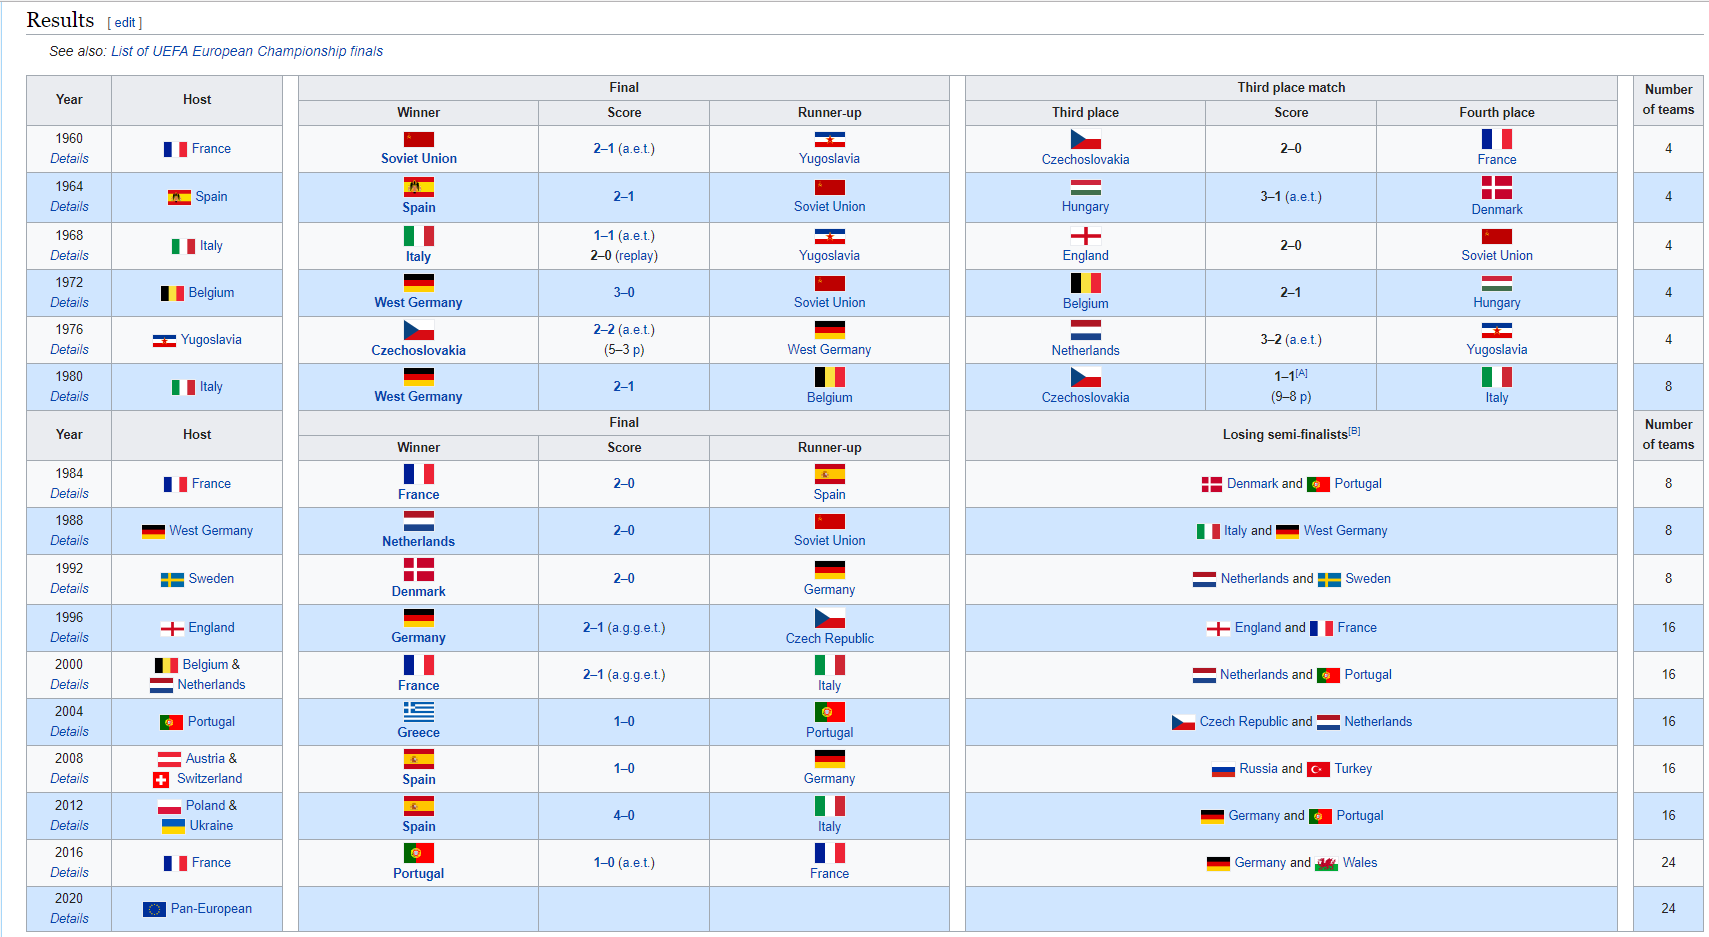 Results [ edit ]
See also: List of UEFA European Championship finals
Year Host Final Third place match Number of teams
Winner Score Runner-up Third place Score Fourth place
1960 Details France Soviet Union 2–1 (a.e.t.) Yugoslavia Czechoslovakia 2–0 France 4
1964 Details Spain Spain 2–1 Soviet Union Hungary 3–1 (a.e.t.) Denmark 4
1968 Details Italy Italy 1–1 (a.e.t.) 2–0 (replay) Yugoslavia England 2–0 Soviet Union 4
1972 Details Belgium West Germany 3–0 Soviet Union Belgium 2–1 Hungary 4
1976 Details Yugoslavia Czechoslovakia 2–2 (a.e.t.) (5–3 p) West Germany Netherlands 3–2 (a.e.t.) Yugoslavia 4
1980 Details Italy West Germany 2–1 Belgium Czechoslovakia 1–1[A] (9–8 p) Italy 8
Year Host Final Losing semi-finalists[B] Number of teams
Winner Score Runner-up
1984 Details France France 2–0 Spain Denmark and Portugal 8
1988 Details West Germany Netherlands 2–0 Soviet Union Italy and West Germany 8
1992 Details Sweden Denmark 2–0 Germany Netherlands and Sweden 8
1996 Details England Germany 2–1 (a.g.g.e.t.) Czech Republic England and France 16
2000 Details Belgium & Netherlands France 2–1 (a.g.g.e.t.) Italy Netherlands and Portugal 16
2004 Details Portugal Greece 1–0 Portugal Czech Republic and Netherlands 16
2008 Details Austria & Switzerland Spain 1–0 Germany Russia and Turkey 16
2012 Details Poland & Ukraine Spain 4–0 Italy Germany and Portugal 16
2016 Details France Portugal 1–0 (a.e.t.) France Germany and Wales 24
2020 Details Pan-European 24